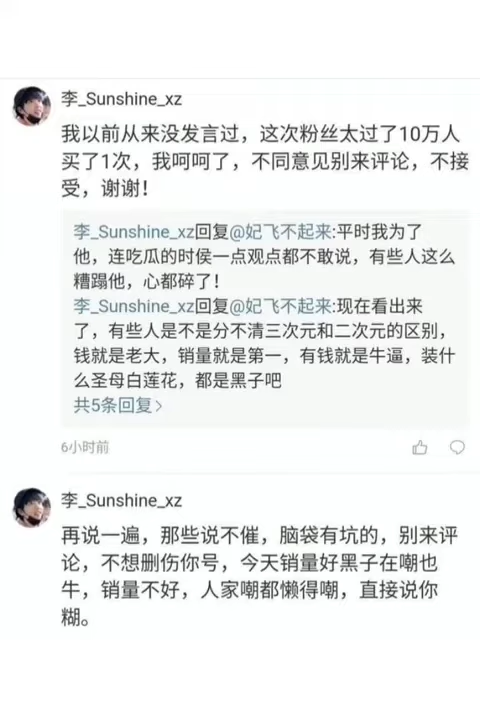 李_Sunshine_xz
我以前从来没发言过，这次粉丝太过了10万人
买了1次，我呵呵了，不同意见别来评论，不接
受，谢谢！
李_Sunshine_xz回复@妃飞不起来:平时我为了
他，连吃瓜的时侯一点观点都不敢说，有些人这么
糟蹋他，心都碎了！
李_Sunshine_xz回复@妃飞不起来:现在看出来
了，有些人是不是分不清三次元和二次元的区别，
钱就是老大，销量就是第一，有钱就是牛逼，装什
么圣母白莲花，都是黑子吧
共5条回复>
6小时前
李_Sunshine_xz
再说一遍，那些说不催，脑袋有坑的，别来评
论，不想删伤你号，今天销量好黑子在嘲也
牛，销量不好，人家嘲都懒得嘲，直接说你
糊。